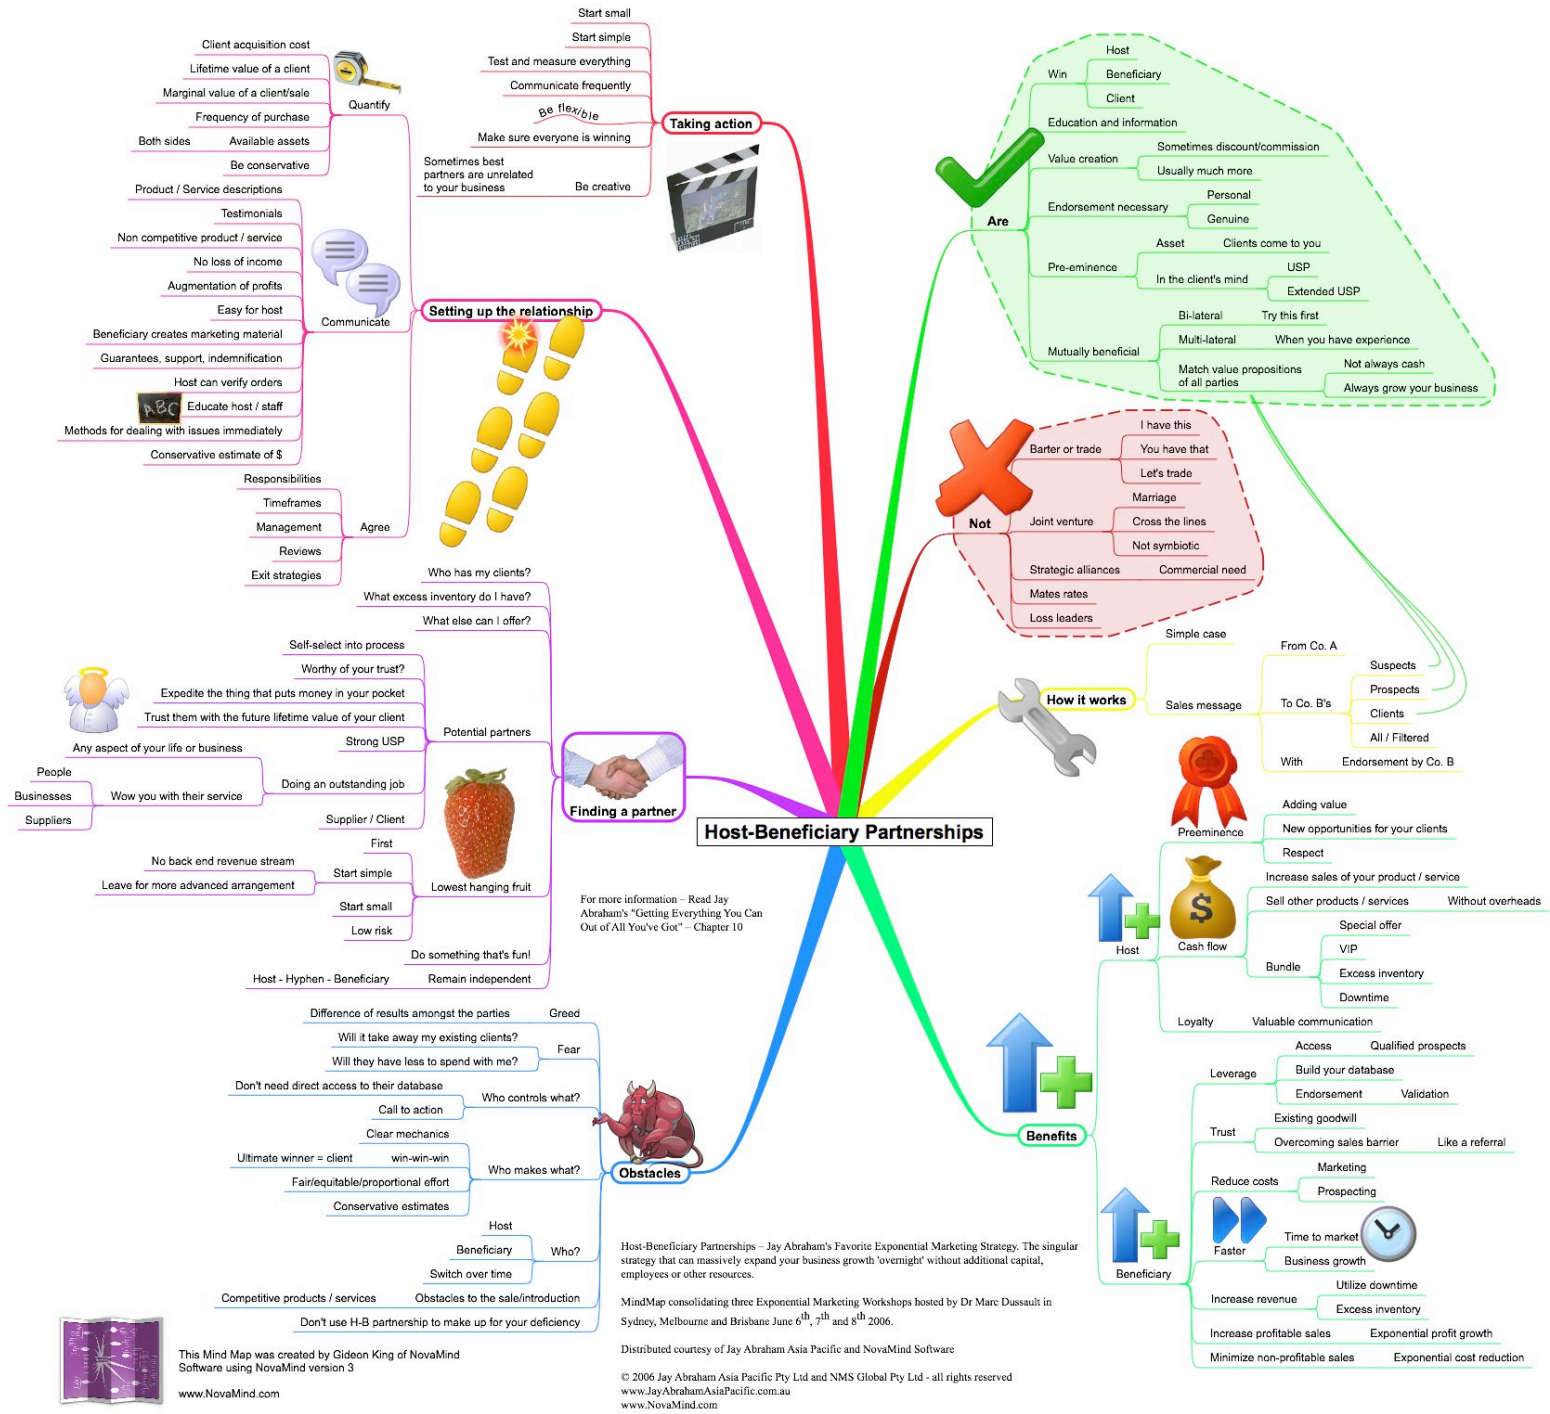 Host-Beneficiary Partnerships
Are
Win
Host
Beneficiary
Client
Education and information
Value creation
Sometimes discount/commission
Usually much more
Endorsement necessary
Personal
Genuine
Pre-eminence
Asset
Clients come to you
In the client's mind
USP
Extended USP
Mutually beneficial
Bi-lateral
Try this first
Multi-lateral
When you have experience
Match value propositions
of all parties
Not always cash
Always grow your business
Not
Barter or trade
I have this
You have that
Let's trade
Joint venture
Marriage
Cross the lines
Not symbiotic
Strategic alliances
Commercial need
Mates rates
Loss leaders
How it works
Simple case
Sales message
From Co. A
To Co. B's
Suspects
Prospects
Clients
All / Filtered
With
Endorsement by Co. B
Benefits
Host
Preeminence
Adding value
New opportunities for your clients
Respect
Cash flow
$
Increase sales of your product / service
Sell other products / services
Without overheads
Bundle
Special offer
VIP
Excess inventory
Downtime
Loyalty
Valuable communication
Beneficiary
Leverage
Access
Qualified prospects
Build your database
Endorsement
Validation
Trust
Existing goodwill
Overcoming sales barrier
Like a referral
Reduce costs
Marketing
Prospecting
Faster
Time to market
Business growth
Increase revenue
Utilize downtime
Excess inventory
Increase profitable sales
Exponential profit growth
Minimize non-profitable sales
Exponential cost reduction
Taking action
Start small
Start simple
Test and measure everything
Communicate frequently
Be flexible
Make sure everyone is winning
Be creative
Sometimes best
partners are unrelated
to your business
Setting up the relationship
Quantify
Client acquisition cost
Lifetime value of a client
Marginal value of a client/sale
Frequency of purchase
Both sides
Available assets
Be conservative
Communicate
Product / Service descriptions
Testimonials
Non competitive product / service
No loss of income
Augmentation of profits
Easy for host
Beneficiary creates marketing material
Guarantees, support, indemnification
Host can verify orders
ABC
Educate host / staff
Methods for dealing with issues immediately
Conservative estimate of $
Agree
Responsibilities
Timeframes
Management
Reviews
Exit strategies
Finding a partner
Who has my clients?
What excess inventory do I have?
What else can I offer?
Potential partners
Self-select into process
Worthy of your trust?
Expedite the thing that puts money in your pocket
Trust them with the future lifetime value of your client
Strong USP
Doing an outstanding job
Any aspect of your life or business
Wow you with their service
People
Businesses
Suppliers
Supplier / Client
Lowest hanging fruit
First
Start simple
No back end revenue stream
Leave for more advanced arrangement
Start small
Low risk
Do something that's fun!
Host - Hyphen - Beneficiary
Remain independent
Obstacles
Difference of results amongst the parties
Greed
Fear
Will it take away my existing clients?
Will they have less to spend with me?
Who controls what?
Don't need direct access to their database
Call to action
Who makes what?
Clear mechanics
Ultimate winner = client
win-win-win
Fair/equitable/proportional effort
Conservative estimates
Who?
Host
Beneficiary
Switch over time
Competitive products / services
Obstacles to the sale/introduction
Don't use H-B partnership to make up for your deficiency
For more information – Read Jay
Abraham's "Getting Everything You Can
Out of All You've Got" – Chapter 10
Host-Beneficiary Partnerships – Jay Abraham's Favorite Exponential Marketing Strategy. The singular
strategy that can massively expand your business growth 'overnight' without additional capital,
employees or other resources.
MindMap consolidating three Exponential Marketing Workshops hosted by Dr Marc Dussault in
Sydney, Melbourne and Brisbane June 6th, 7th and 8th 2006.
Distributed courtesy of Jay Abraham Asia Pacific and NovaMind Software
© 2006 Jay Abraham Asia Pacific Pty Ltd and NMS Global Pty Ltd - all rights reserved
www.JayAbrahamAsiaPacific.com.au
www.NovaMind.com
This Mind Map was created by Gideon King of NovaMind
Software using NovaMind version 3
www.NovaMind.com